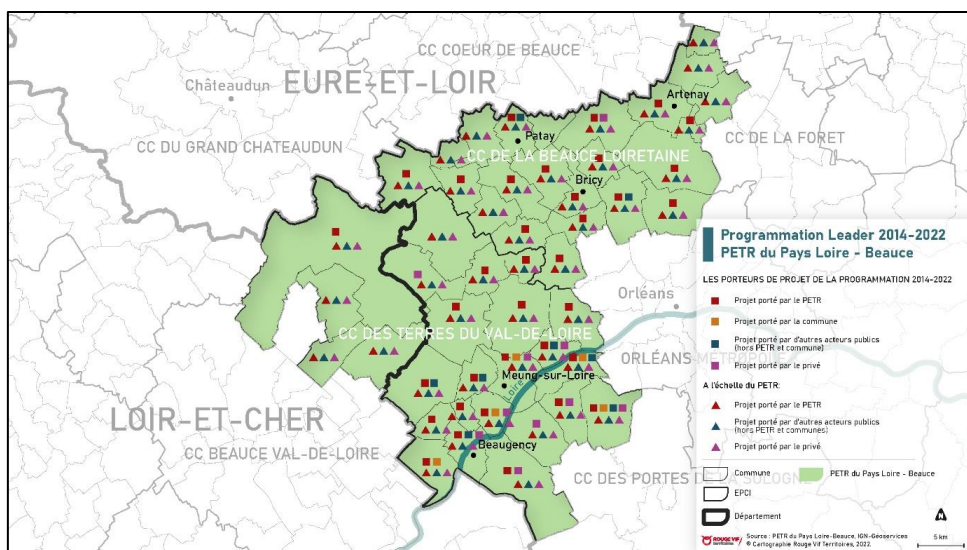 CC COEUR DE BEAUCE
EURE-ET-LOIR
Châteaudun
CC DU GRAND CHATEAUDUN
Artenay
Patay
CC DE LA FORET
CC DE LA BEAUCE LOIRETAINE
Bricy
Orléans
CC DES TERRES DU VAL-DE-LOIRE
ORLÉANS METROPOLE
Meung-sur-Loire
Loire
LOIR-ET-CHER
CC BEAUCE VAL-DE-LOIRE
Beaugency
CC DES PORTES DE LA SOLOGNE
Programmation Leader 2014-2022
PETR du Pays Loire - Beauce
LES PORTEURS DE PROJET DE LA PROGRAMMATION 2014-2022
Projet porté par le PETR
Projet porté par la commune
Projet porté par d'autres acteurs publics
(hors PETR et commune)
Projet porté par le privé
A l'échelle du PETR:
Projet porté par le PETR
Projet porté par d'autres acteurs publics
(hors PETR et communes)
Projet porté par le privé
Commune
PETR du Pays Loire - Beauce
EPCI
Département
N
ROUGE VIF
territoires
Source : PETR du Pays Loire-Beauce, IGN-Géoservices
© Cartographie Rouge Vif Territoires, 2022.
5 km